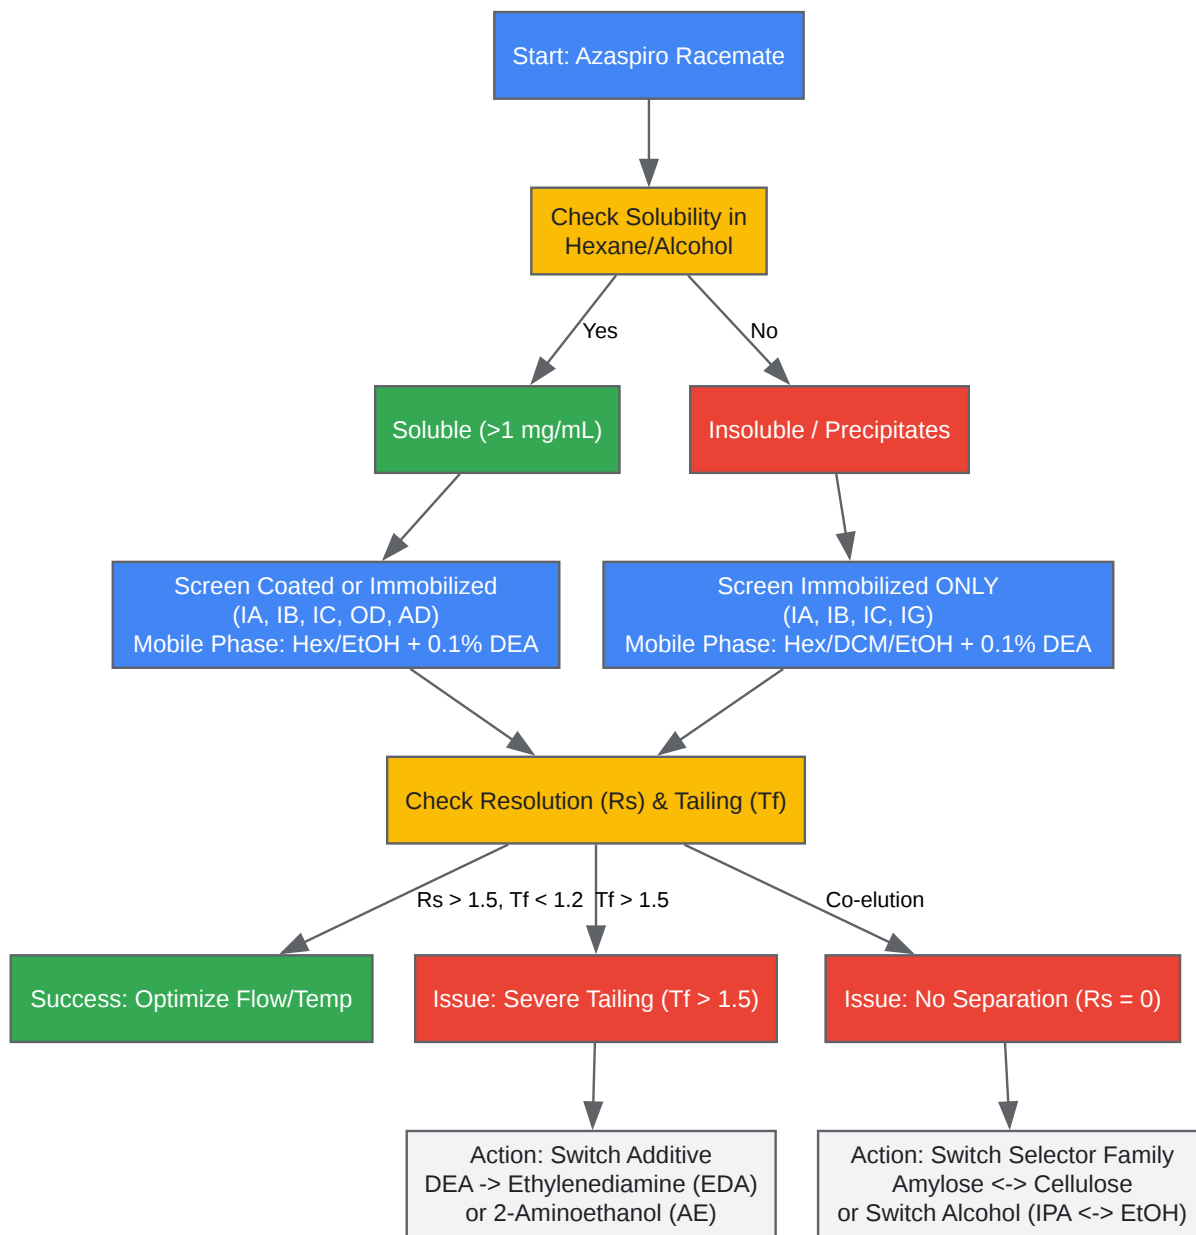 Start: Azaspiro Racemate
Check Solubility in
Hexane/Alcohol
Yes
No
Soluble (>1 mg/mL)
Insoluble / Precipitates
Screen Coated or Immobilized
(IA, IB, IC, OD, AD)
Mobile Phase: Hex/EtOH + 0.1% DEA
Screen Immobilized ONLY
(IA, IB, IC, IG)
Mobile Phase: Hex/DCM/EtOH + 0.1% DEA
Check Resolution (Rs) & Tailing (Tf)
Rs > 1.5, Tf < 1.2
Tf > 1.5
Co-elution
Success: Optimize Flow/Temp
Issue: Severe Tailing (Tf > 1.5)
Issue: No Separation (Rs = 0)
Action: Switch Additive
DEA -> Ethylenediamine (EDA)
or 2-Aminoethanol (AE)
Action: Switch Selector Family
Amylose <-> Cellulose
or Switch Alcohol (IPA <-> EtOH)